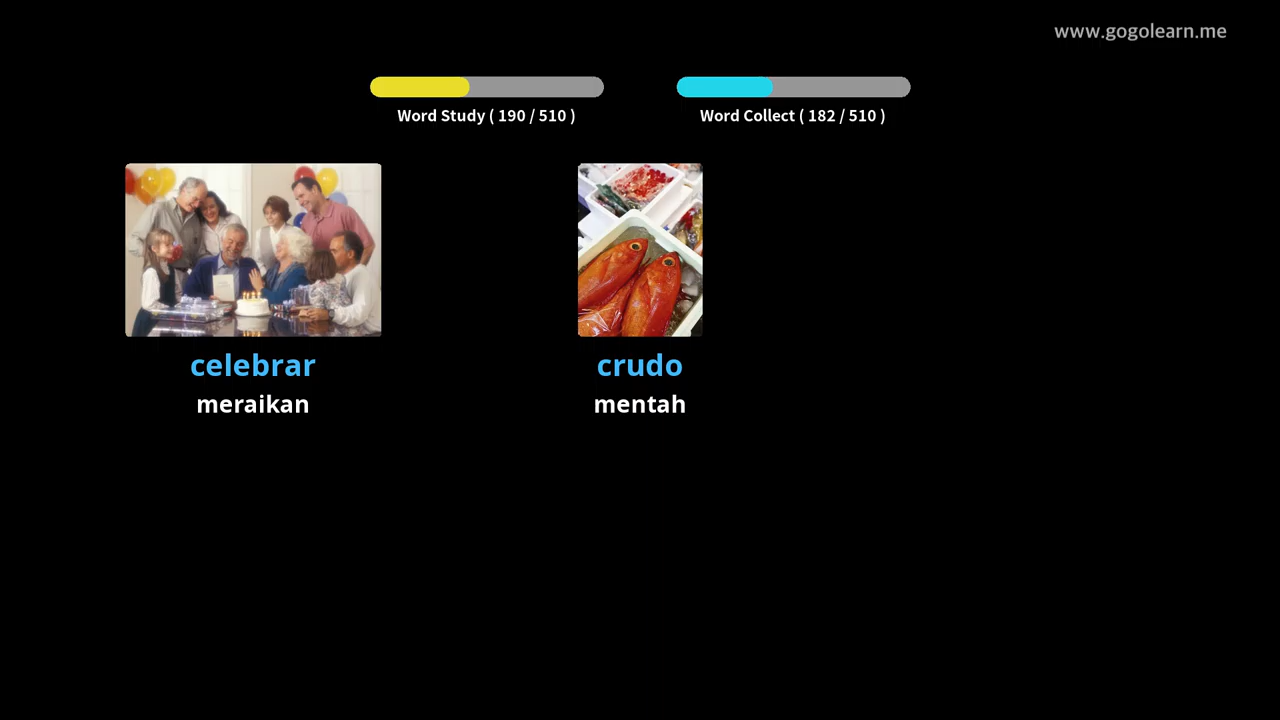 www.gogolearn.me
Word Study ( 190 / 510 )
Word Collect ( 182 / 510 )
celebrar
meraikan
crudo
mentah